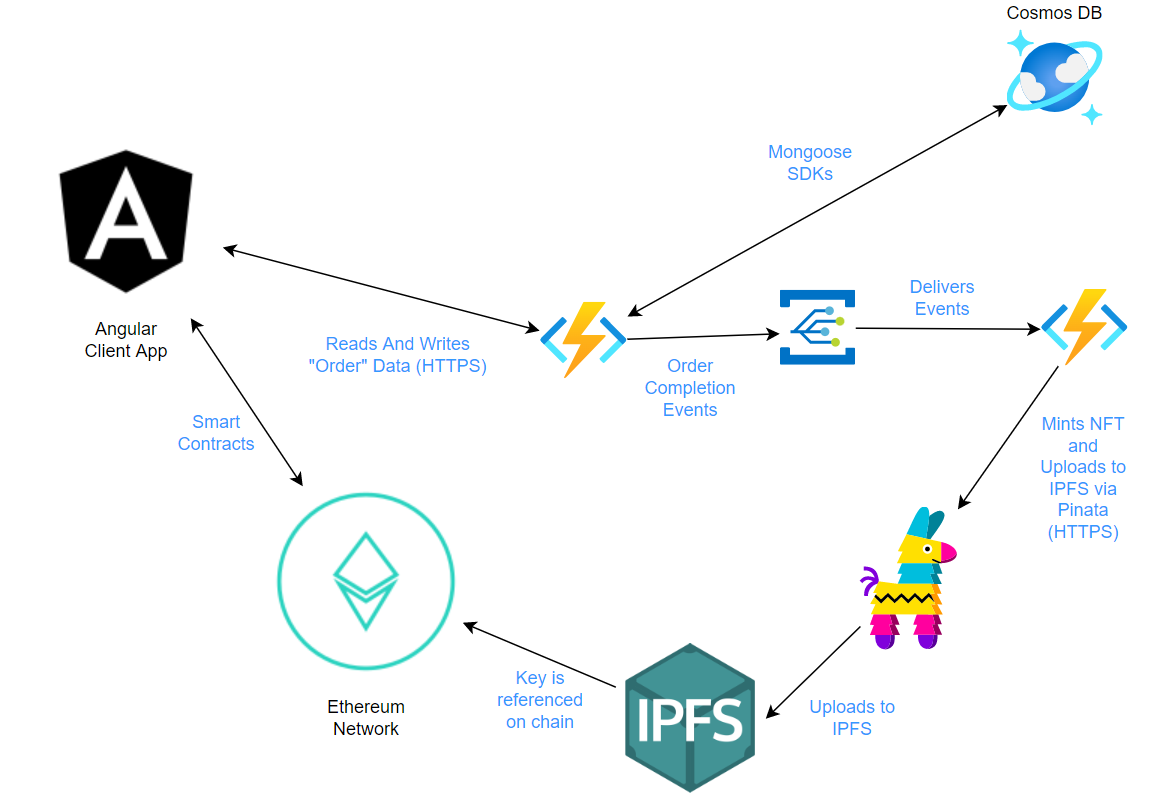 Cosmos DB
Mongoose
SDKs
A
Angular
Client App
Reads And Writes
"Order" Data (HTTPS)
Order
Completion
Events
Delivers
Events
Smart
Contracts
Mints NFT
and
Uploads to
IPFS via
Pinata
(HTTPS)
Ethereum
Network
Key is
referenced
on chain
IPFS
Uploads to
IPFS